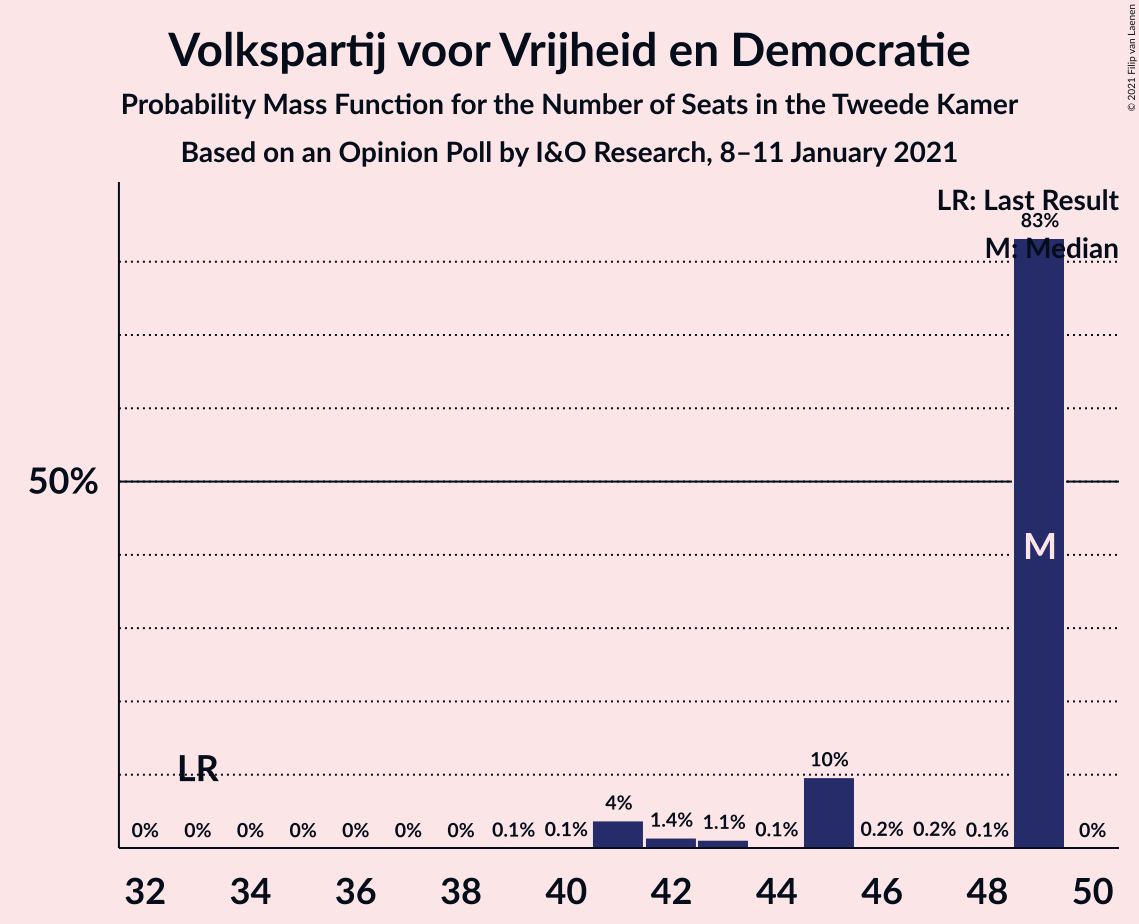 Volkspartij voor Vrijheid en Democratie
Probability Mass Function for the Number of Seats in the Tweede Kamer
Based on an Opinion Poll by I&O Research, 8–11 January 2021
© 2021 Filip van Laenen
LR: Last Result
83%
M: Median
50%
M
LR
10%
0% 0% 0% 0% 0% 0% 0% 0.1% 0.1% 4% 1.4% 1.1% 0.1% 0.2% 0.2% 0.1% 0%
32 34 36 38 40 42 44 46 48 50